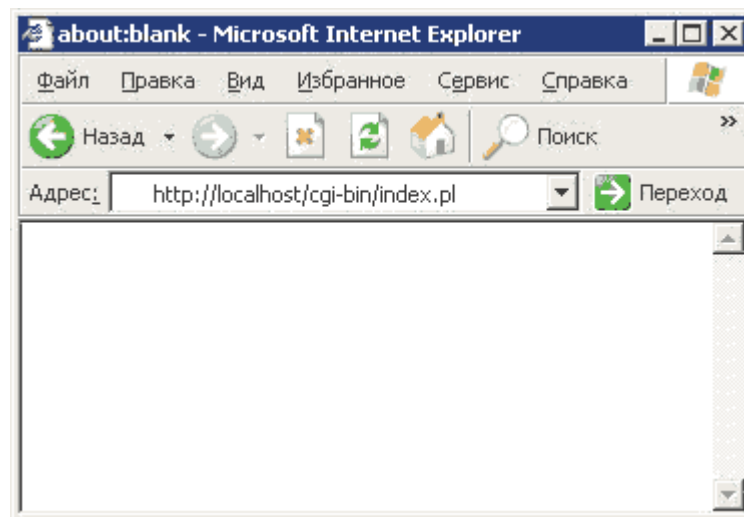 about:blank - Microsoft Internet Explorer
Файл Правка Вид Избранное Сервис Справка
Назад Поиск »
Адрес: http://localhost/cgi-bin/index.pl Переход